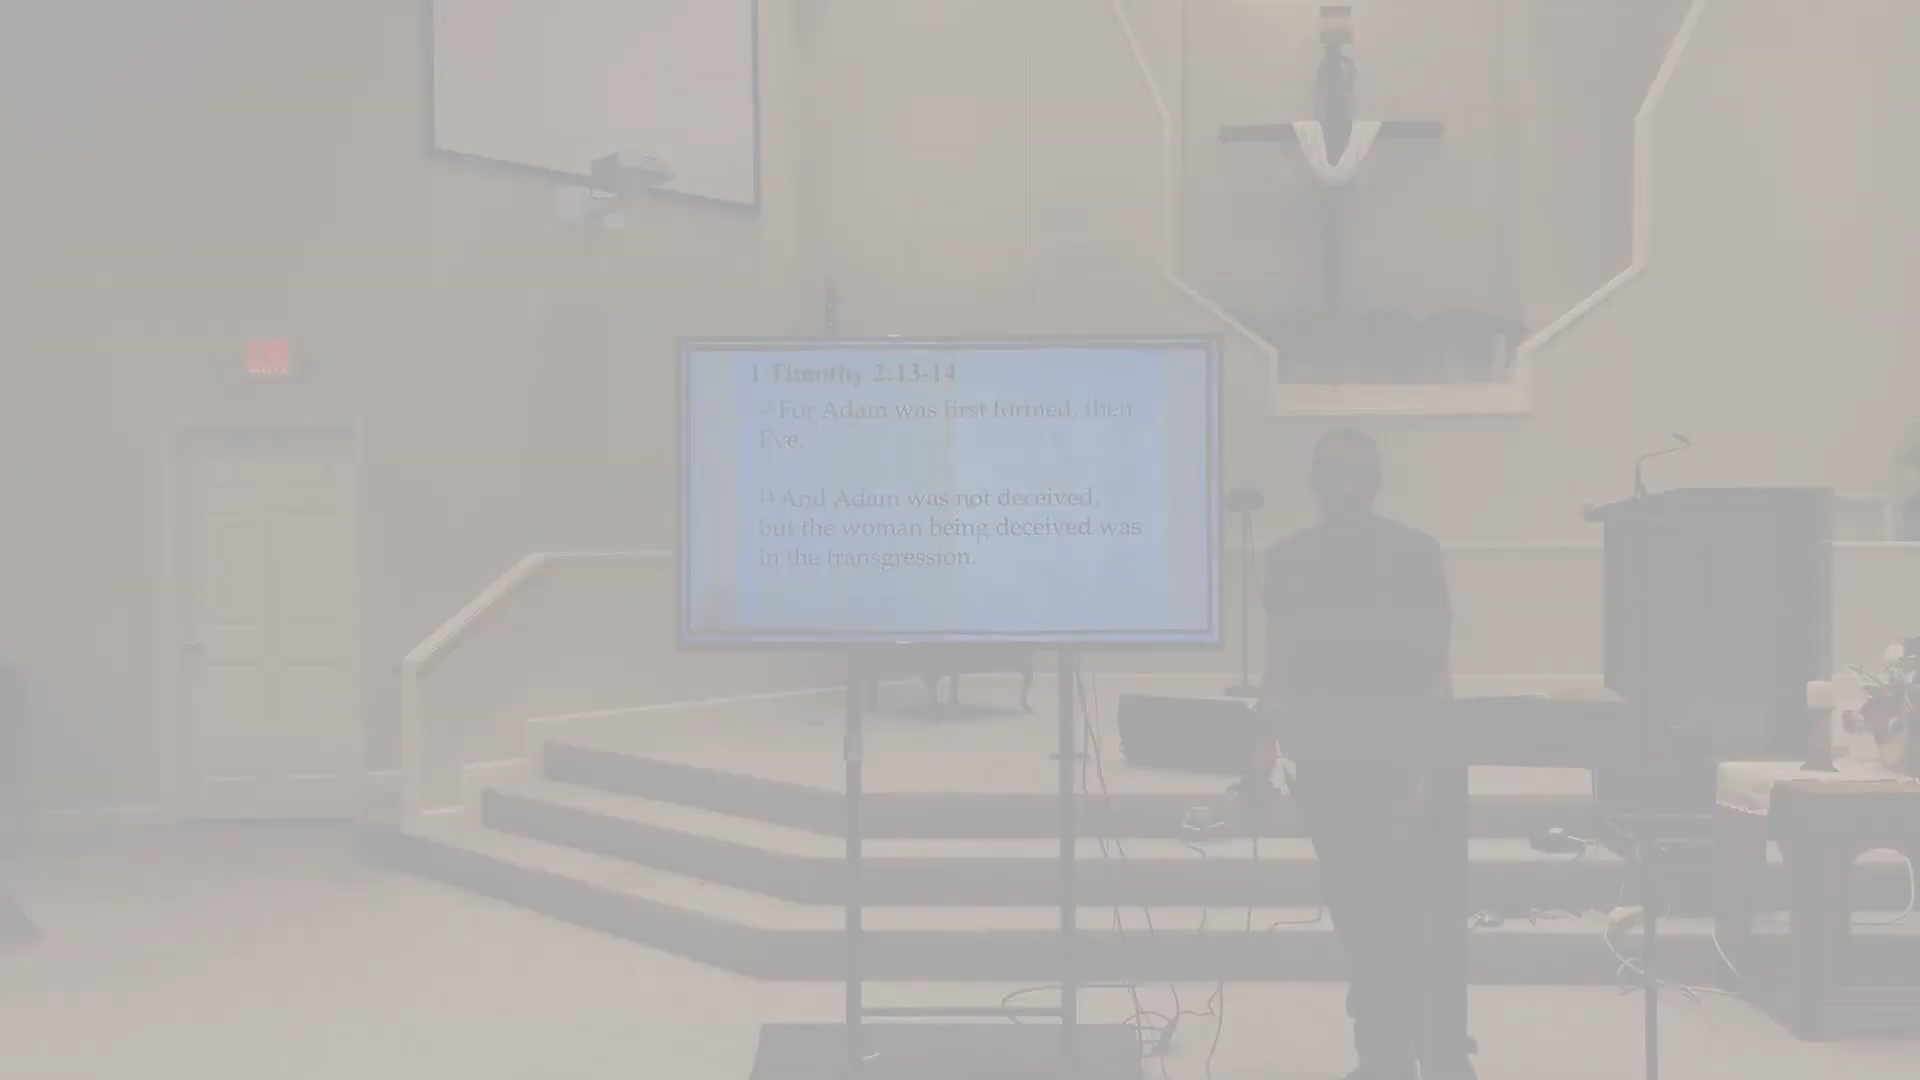 1 Timothy 2:13-14
13 For Adam was first formed, then
Eve.
14 And Adam was not deceived,
but the woman being deceived was
in the transgression.